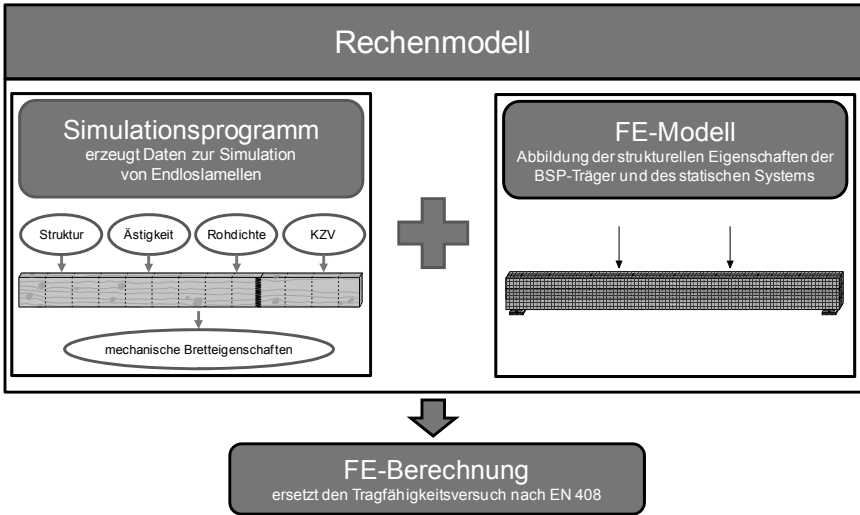 Rechenmodell
Simulationsprogramm
erzeugt Daten zur Simulation
von Endloslamellen
Struktur
Ästigkeit
Rohdichte
KZV
mechanische Bretteigenschaften
FE-Modell
Abbildung der strukturellen Eigenschaften der
BSP-Träger und des statischen Systems
FE-Berechnung
ersetzt den Tragfähigkeitsversuch nach EN 408